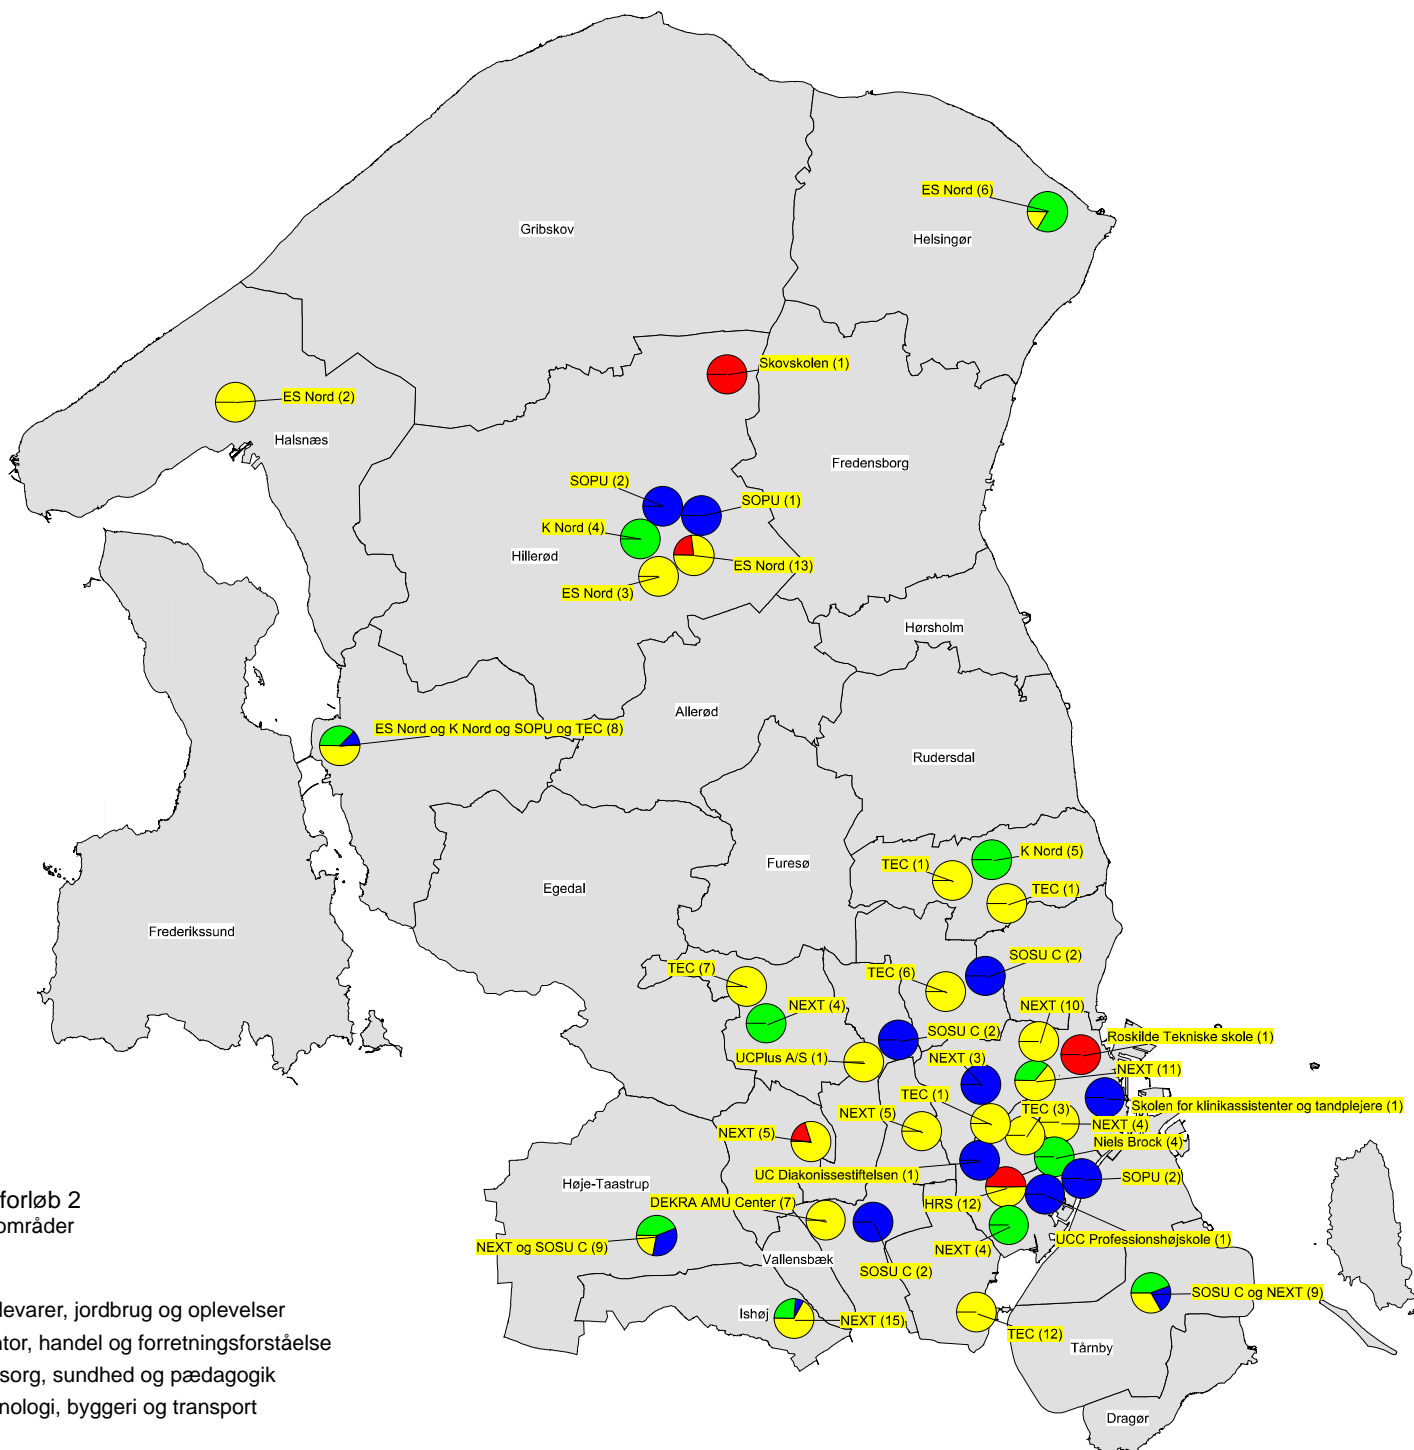 ES Nord (6)
Gribskov
Helsingør
Skovskolen (1)
ES Nord (2)
Halsnæs
Fredensborg
SOPU (2)
SOPU (1)
K Nord (4)
Hillerød
ES Nord (13)
ES Nord (3)
Hørsholm
Allerød
ES Nord og K Nord og SOPU og TEC (8)
Rudersdal
K Nord (5)
Furesø
TEC (1)
Egedal
TEC (1)
Frederikssund
SOSU C (2)
TEC (7)
TEC (6)
NEXT (4)
NEXT (10)
SOSU C (2)
Roskilde Tekniske skole (1)
UCPlus A/S (1)
NEXT (3)
NEXT (11)
TEC (1)
Skolen for klinikassistenter og tandplejere (1)
NEXT (5)
TEC (3)
NEXT (4)
NEXT (5)
Niels Brock (4)
UC Diakonissestiftelsen (1)
SOPU (2)
Høje-Taastrup
DEKRA AMU Center (7)
HRS (12)
forløb 2
områder
NEXT og SOSU C (9)
NEXT (4)
UCC Professionshøjskole (1)
Vallensbæk
SOSU C (2)
SOSU C og NEXT (9)
Ishøj
NEXT (15)
TEC (12)
Tårnby
Dragør
levarer, jordbrug og oplevelser
ntor, handel og forretningsforståelse
sorg, sundhed og pædagogik
nologi, byggeri og transport